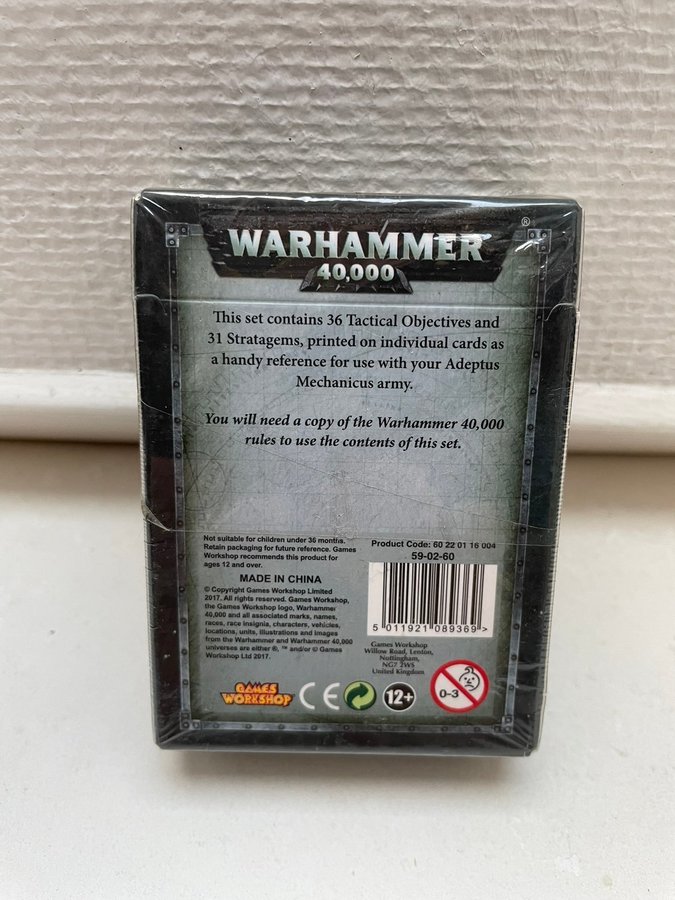 WARHAMMER®
40,000
This set contains 36 Tactical Objectives and
31 Stratagems, printed on individual cards as
a handy reference for use with your Adeptus
Mechanicus army.
You will need a copy of the Warhammer 40,000
rules to use the contents of this set.
Not suitable for children under 36 months.
Retain packaging for future reference. Games
Workshop recommends this product for
ages 12 and over.
MADE IN CHINA
© Copyright Games Workshop Limited
2017. All rights reserved. Games Workshop,
the Games Workshop logo, Warhammer
40,000 and all associated marks, names,
races, race insignia, characters, vehicles,
locations, units, illustrations and images
from the Warhammer and Warhammer 40,000
universes are either ®, ™ and/or © Games
Workshop Ltd 2017.
Product Code: 60 22 01 16 004
59-02-60
5 011921 089369 >
Games Workshop
Willow Road, Lenton,
Nottingham,
NG7 2WS
United Kingdom
GAMES
WORKSHOP
CE
12+
0-3